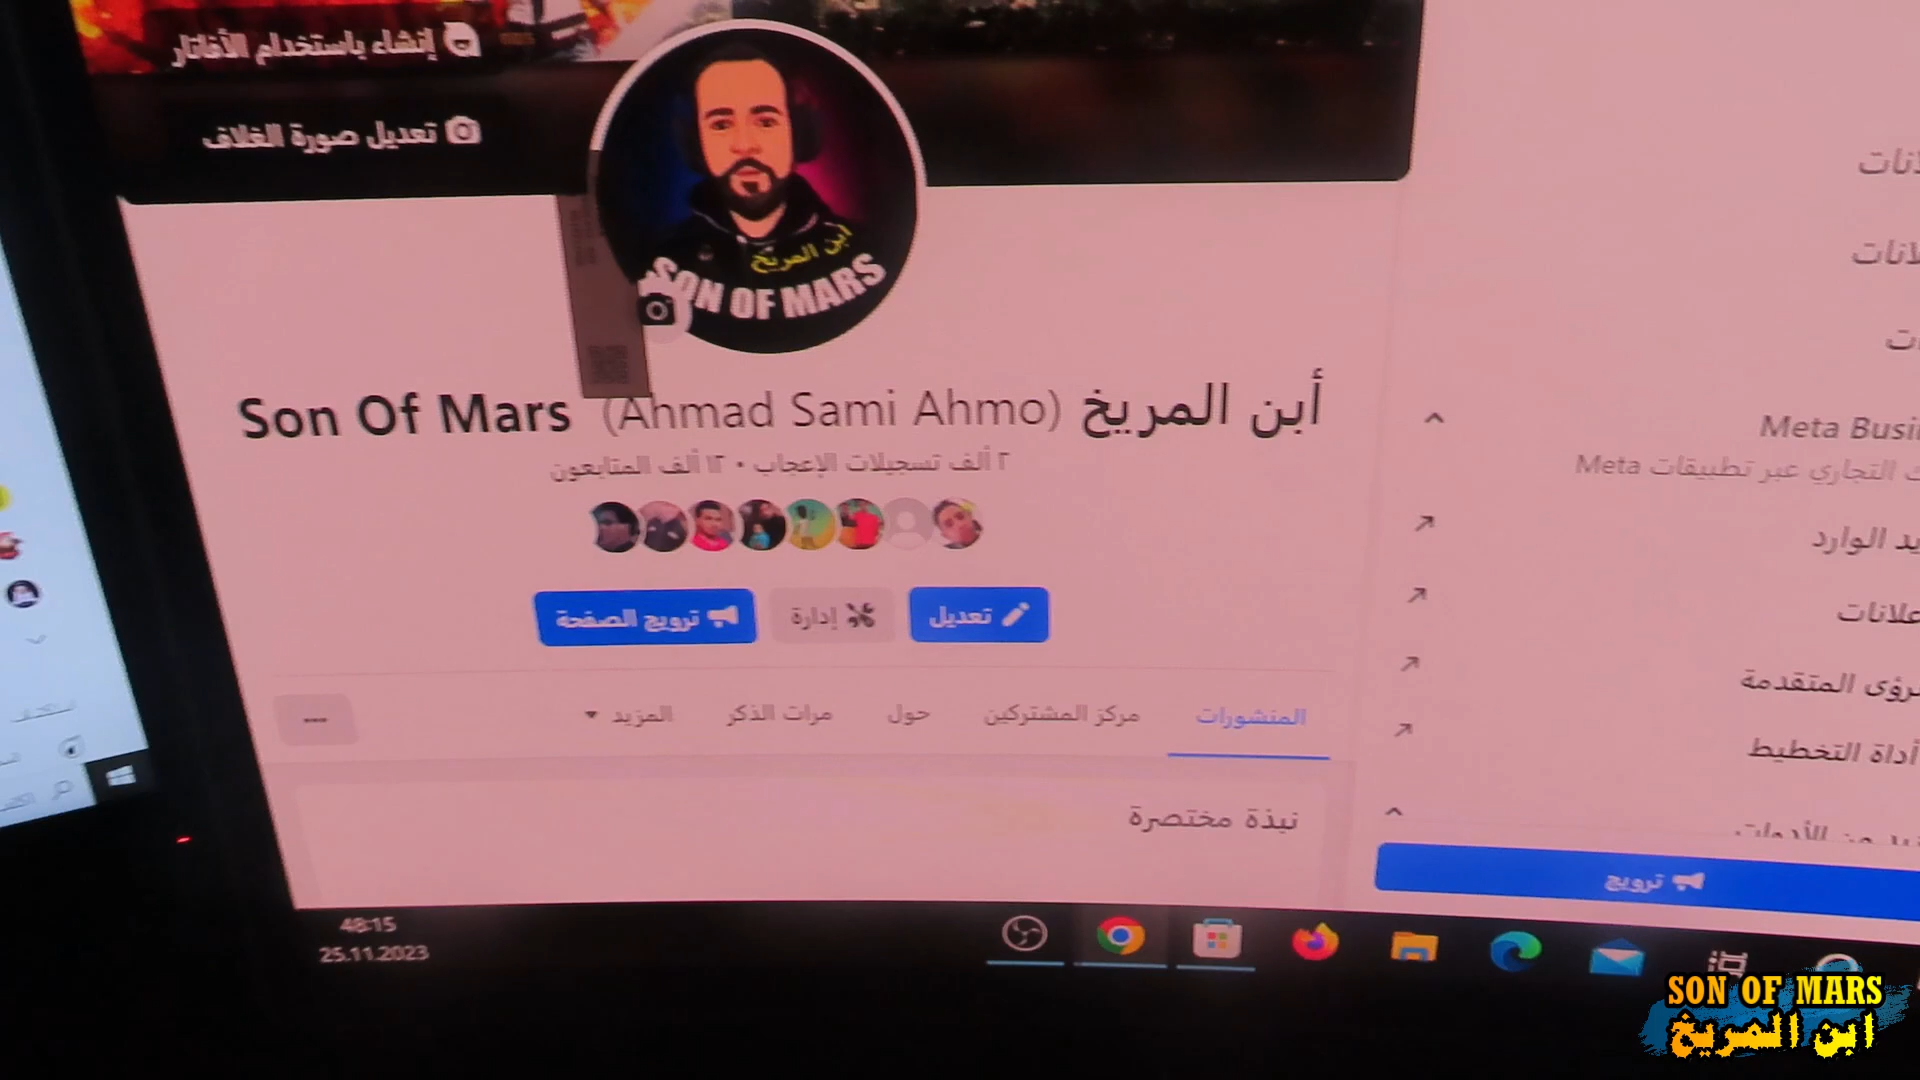 إنشاء باستخدام الأفاتار
تعديل صورة الغلاف
ابن المريخ
SON OF MARS
Son Of Mars (Ahmad Sami Ahmo) أبن المريخ
٢ ألف تسجيلات الإعجاب • ١٢ ألف المتابعون
تعديل
إدارة
ترويج الصفحة
المنشورات
مركز المشتركين
حول
مرات الذكر
المزيد
نبذة مختصرة
Meta Busi
التجاري عبر تطبيقات Meta
الوارد
المتقدمة
أداة التخطيط
ترويج
48:15
25.11.2023
SON OF MARS
ابن المريخ